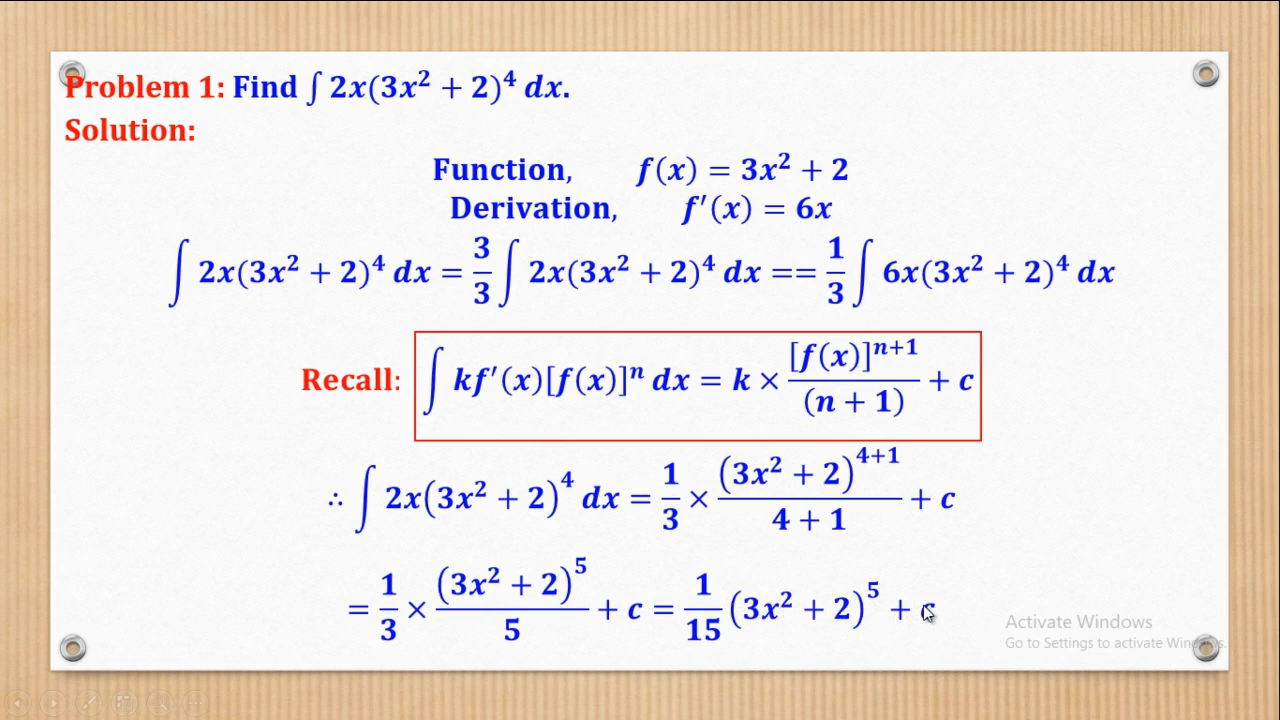 Problem 1: Find ∫ 2x(3x² + 2)⁴ dx.
Solution:
Function, f(x) = 3x² + 2
Derivation, f′(x) = 6x
∫ 2x(3x² + 2)⁴ dx = 3/3 ∫ 2x(3x² + 2)⁴ dx == 1/3 ∫ 6x(3x² + 2)⁴ dx
Recall: ∫ kf′(x)[f(x)]ⁿ dx = k × [f(x)]ⁿ⁺¹/(n + 1) + c
∴ ∫ 2x(3x² + 2)⁴ dx = 1/3 × (3x² + 2)⁴⁺¹/4 + 1 + c
= 1/3 × (3x² + 2)⁵/5 + c = 1/15 (3x² + 2)⁵ + c
Activate Windows
Go to Settings to activate Windows.